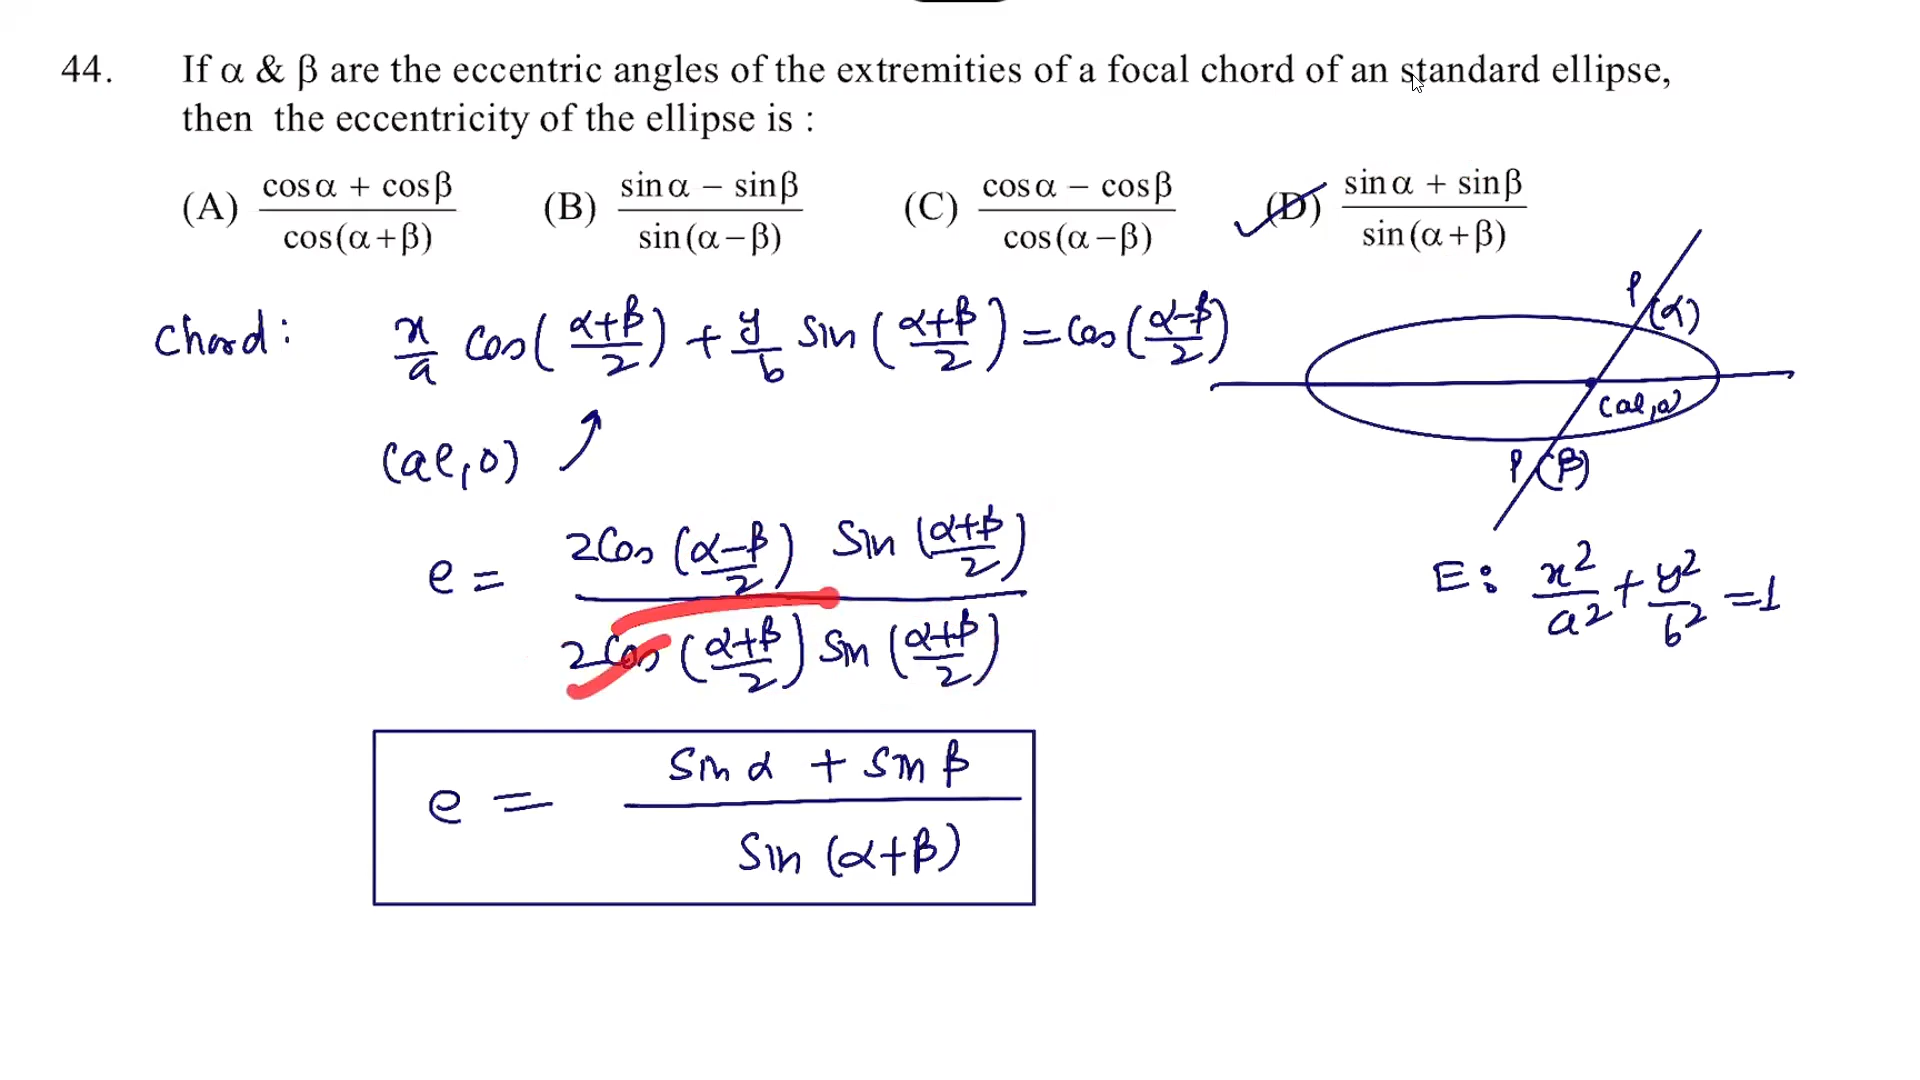 44. If α & β are the eccentric angles of the extremities of a focal chord of an standard ellipse,
then the eccentricity of the ellipse is :
(A) (cosα + cosβ)/(cos(α+β)) (B) (sinα − sinβ)/(sin(α−β)) (C) (cosα − cosβ)/(cos(α−β)) (D) (sinα + sinβ)/(sin(α+β))
Chord: x/a Cos((α+β)/2) + y/b Sin((α+β)/2) = Cos((α-β)/2)
P(α)
(ae,0)
(ae,0)
P(β)
e = (2Cos((α-β)/2) Sin((α+β)/2))/(2Cos((α+β)/2) Sin((α+β)/2))
E: x²/a² + y²/b² = 1
e = (Sin α + Sin β)/(Sin (α+β))